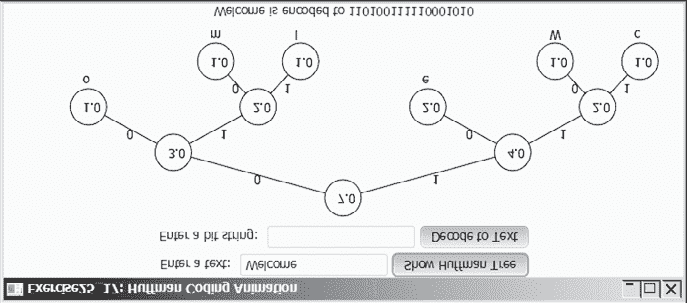 Exercise25_17: Huffman Coding Animation
Enter a text: Welcome Show Huffman Tree
Enter a bit string: Decode to Text
7.0
0 1
3.0 4.0
0 1 0 1
1.0 2.0 2.0 2.0
o 0 1 e 0 1
1.0 1.0 1.0 1.0
m l W c
Welcome is encoded to 110100111110001010